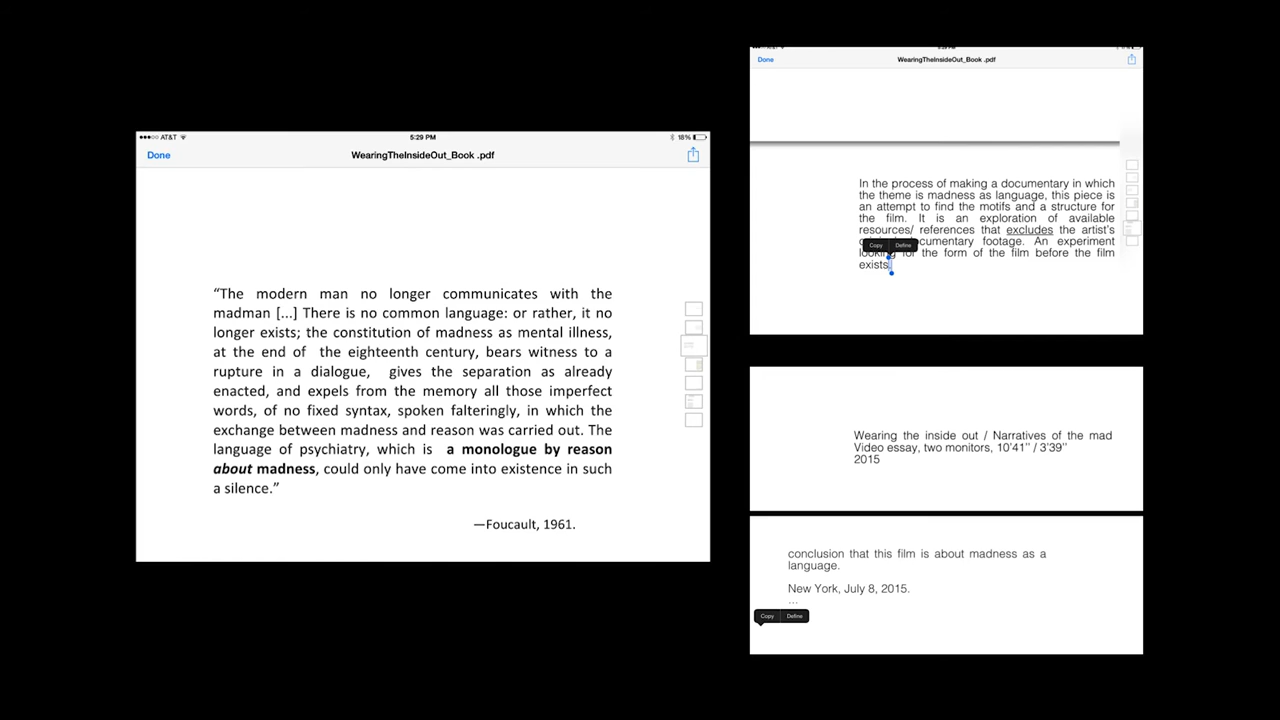 ●●●○○ AT&T 5:29 PM 18%
Done WearingTheInsideOut_Book .pdf
“The modern man no longer communicates with the
madman [...] There is no common language: or rather, it no
longer exists; the constitution of madness as mental illness,
at the end of the eighteenth century, bears witness to a
rupture in a dialogue, gives the separation as already
enacted, and expels from the memory all those imperfect
words, of no fixed syntax, spoken falteringly, in which the
exchange between madness and reason was carried out. The
language of psychiatry, which is a monologue by reason
about madness, could only have come into existence in such
a silence.”
—Foucault, 1961.
Done WearingTheInsideOut_Book .pdf
In the process of making a documentary in which
the theme is madness as language, this piece is
an attempt to find the motifs and a structure for
the film. It is an exploration of available
resources/ references that excludes the artist’s
Copy Define
cumentary footage. An experiment
looking for the form of the film before the film
exists
Wearing the inside out / Narratives of the mad
Video essay, two monitors, 10’41’’ / 3’39’’
2015
conclusion that this film is about madness as a
language.
New York, July 8, 2015.
...
Copy Define